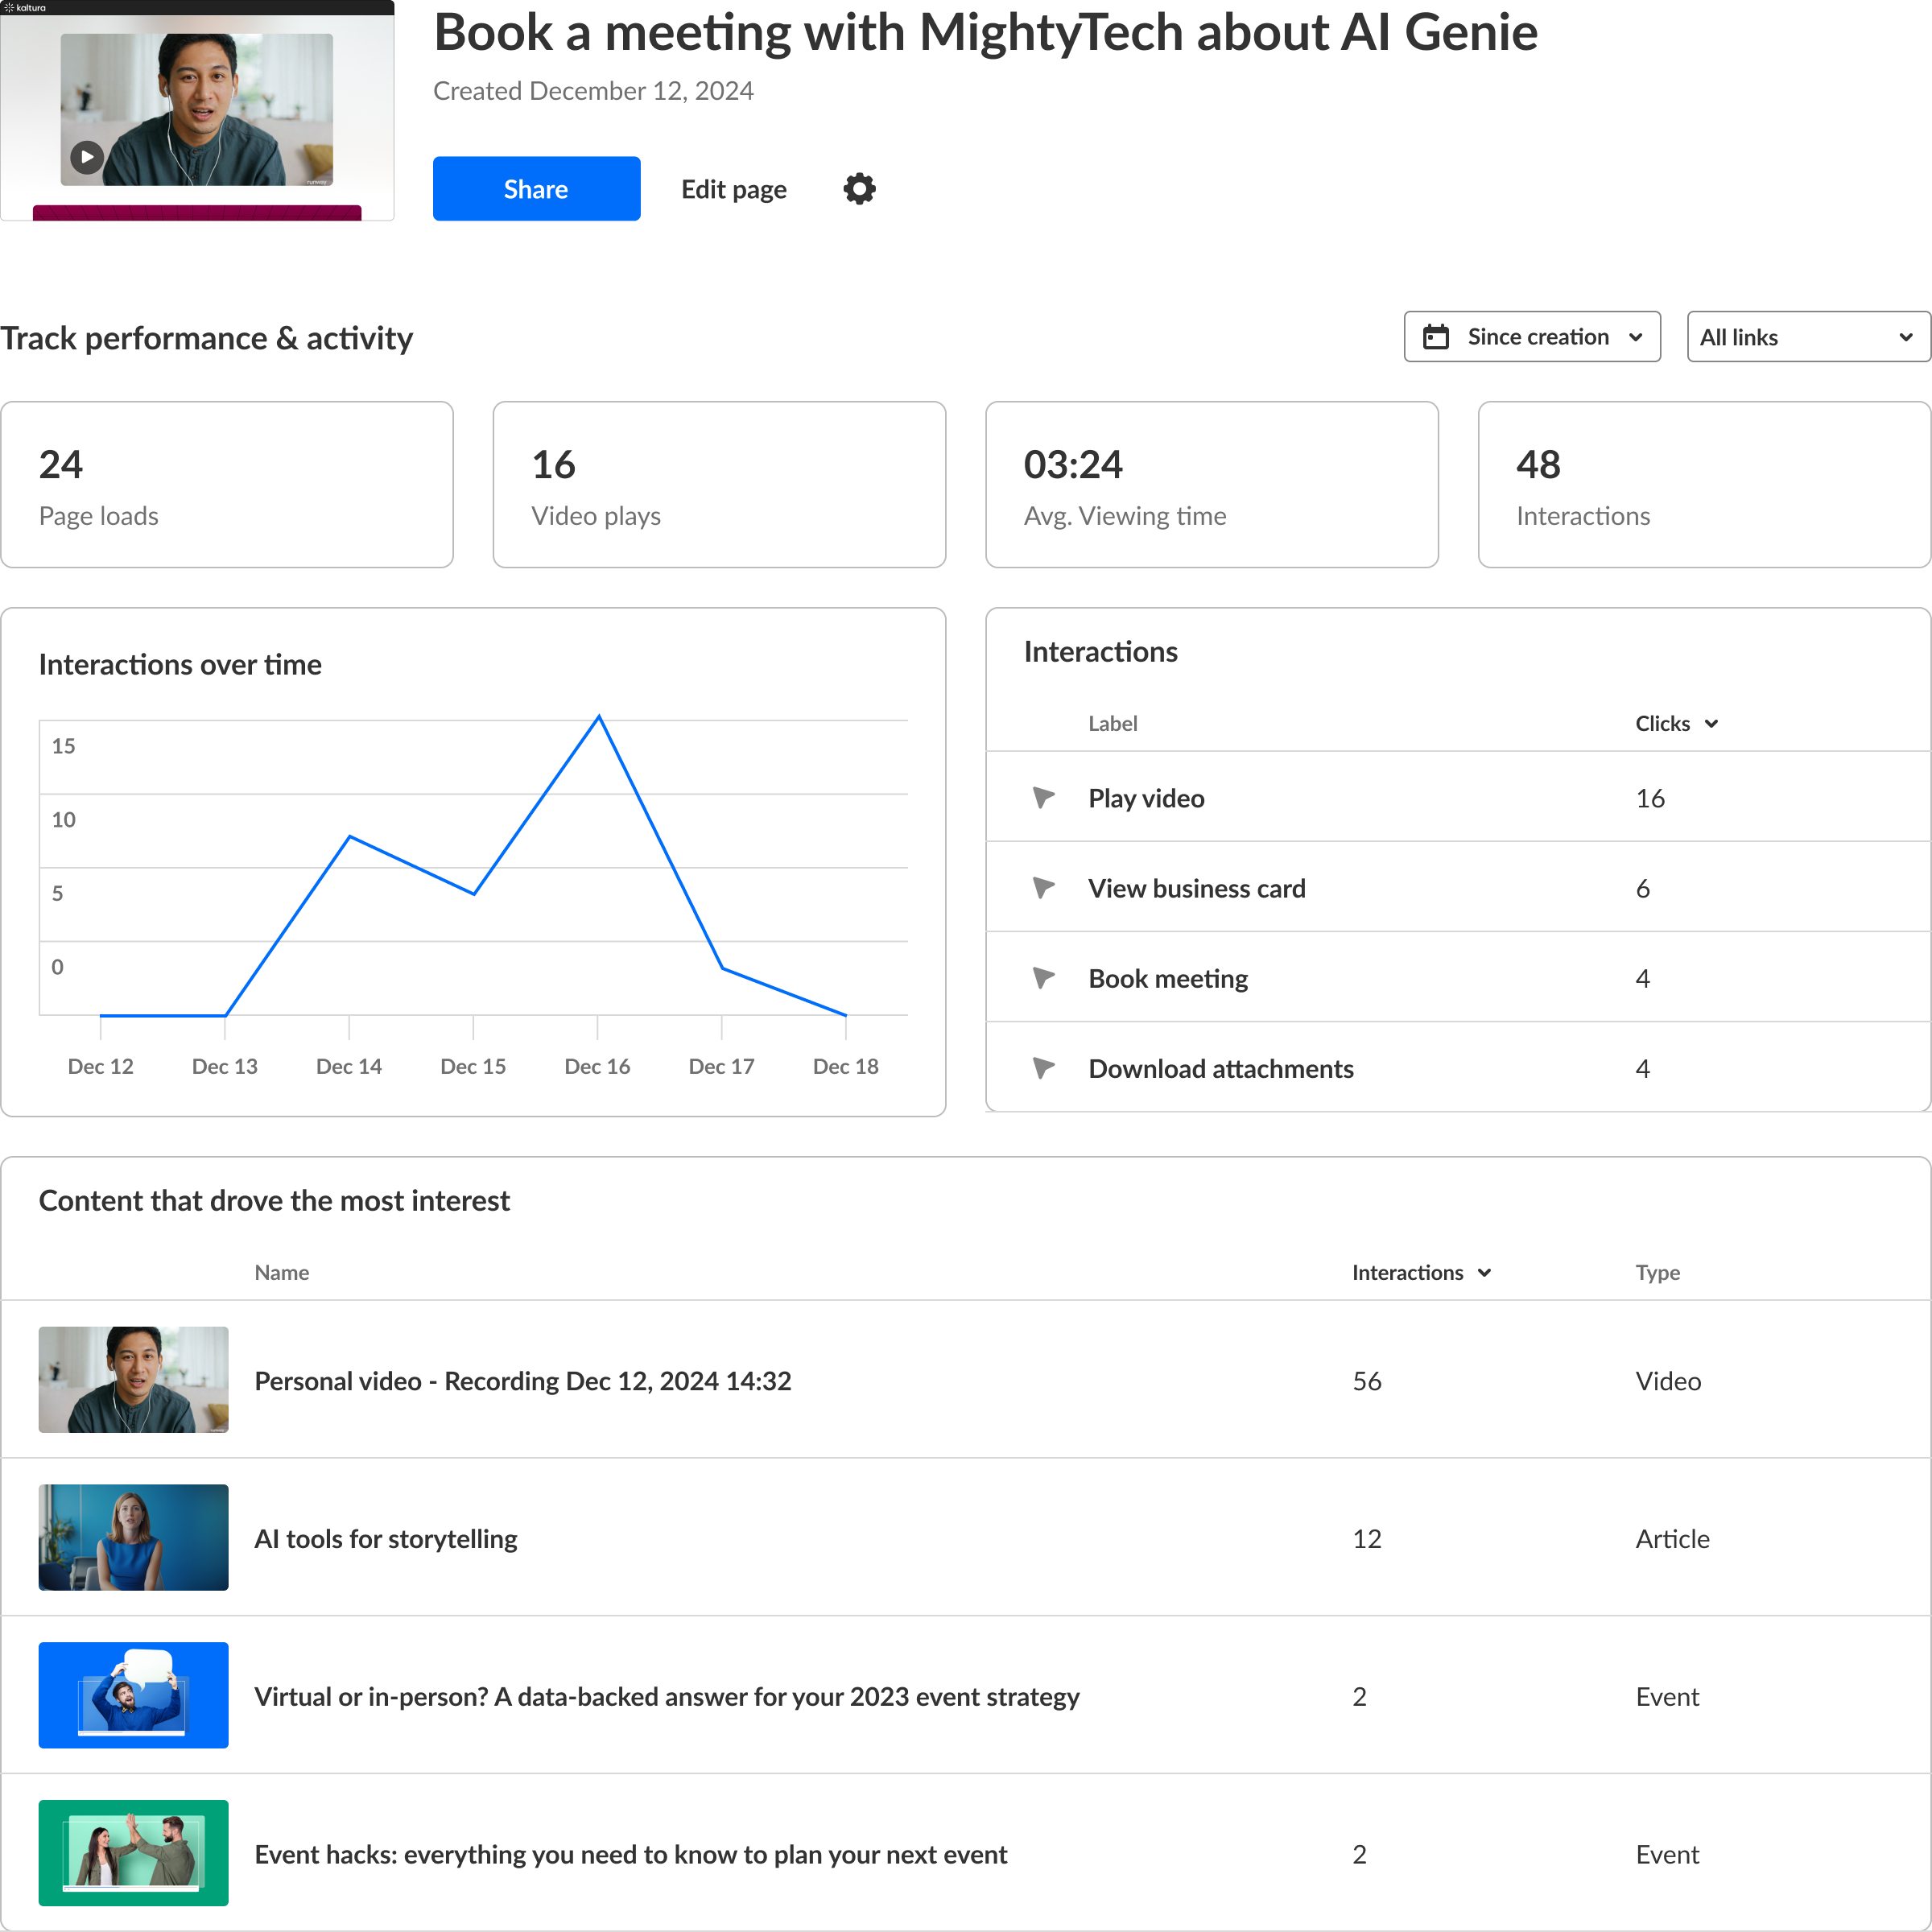 kaltura
Book a meeting with MightyTech about AI Genie
Created December 12, 2024
Share
Edit page
Track performance & activity
Since creation
All links
24
Page loads
16
Video plays
03:24
Avg. Viewing time
48
Interactions
Interactions over time
15
10
5
0
Dec 12
Dec 13
Dec 14
Dec 15
Dec 16
Dec 17
Dec 18
Interactions
Label
Clicks
Play video
16
View business card
6
Book meeting
4
Download attachments
4
Content that drove the most interest
Name
Interactions
Type
Personal video - Recording Dec 12, 2024 14:32
56
Video
AI tools for storytelling
12
Article
Virtual or in-person? A data-backed answer for your 2023 event strategy
2
Event
Event hacks: everything you need to know to plan your next event
2
Event